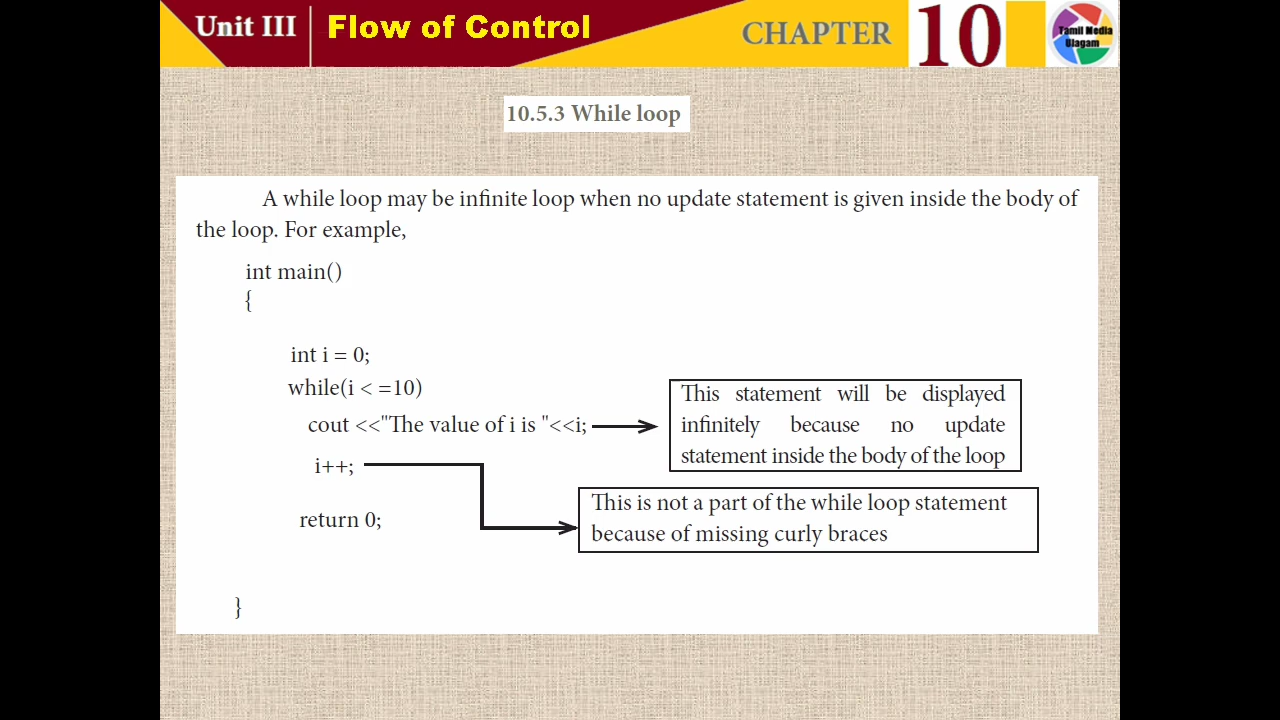 Unit III
Flow of Control
CHAPTER 10
Tamil Media
Ulagam
10.5.3 While loop
A while loop may be infinite loop when no update statement is given inside the body of
the loop. For example,
int main()
{
int i = 0;
while(i < =10)
cout <<"The value of i is "<<i;
This statement will be displayed
infinitely because no update
statement inside the body of the loop
i++;
This is not a part of the while loop statement
because of missing curly braces
return 0;
}